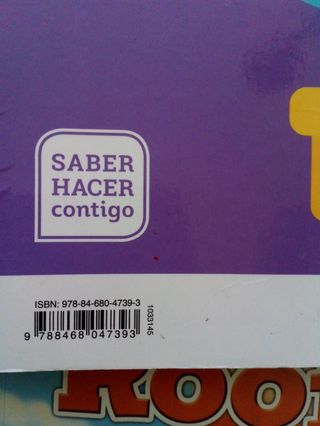 SABER
HACER
contigo
ISBN: 978-84-680-4739-3
9 788468 047393
1033145